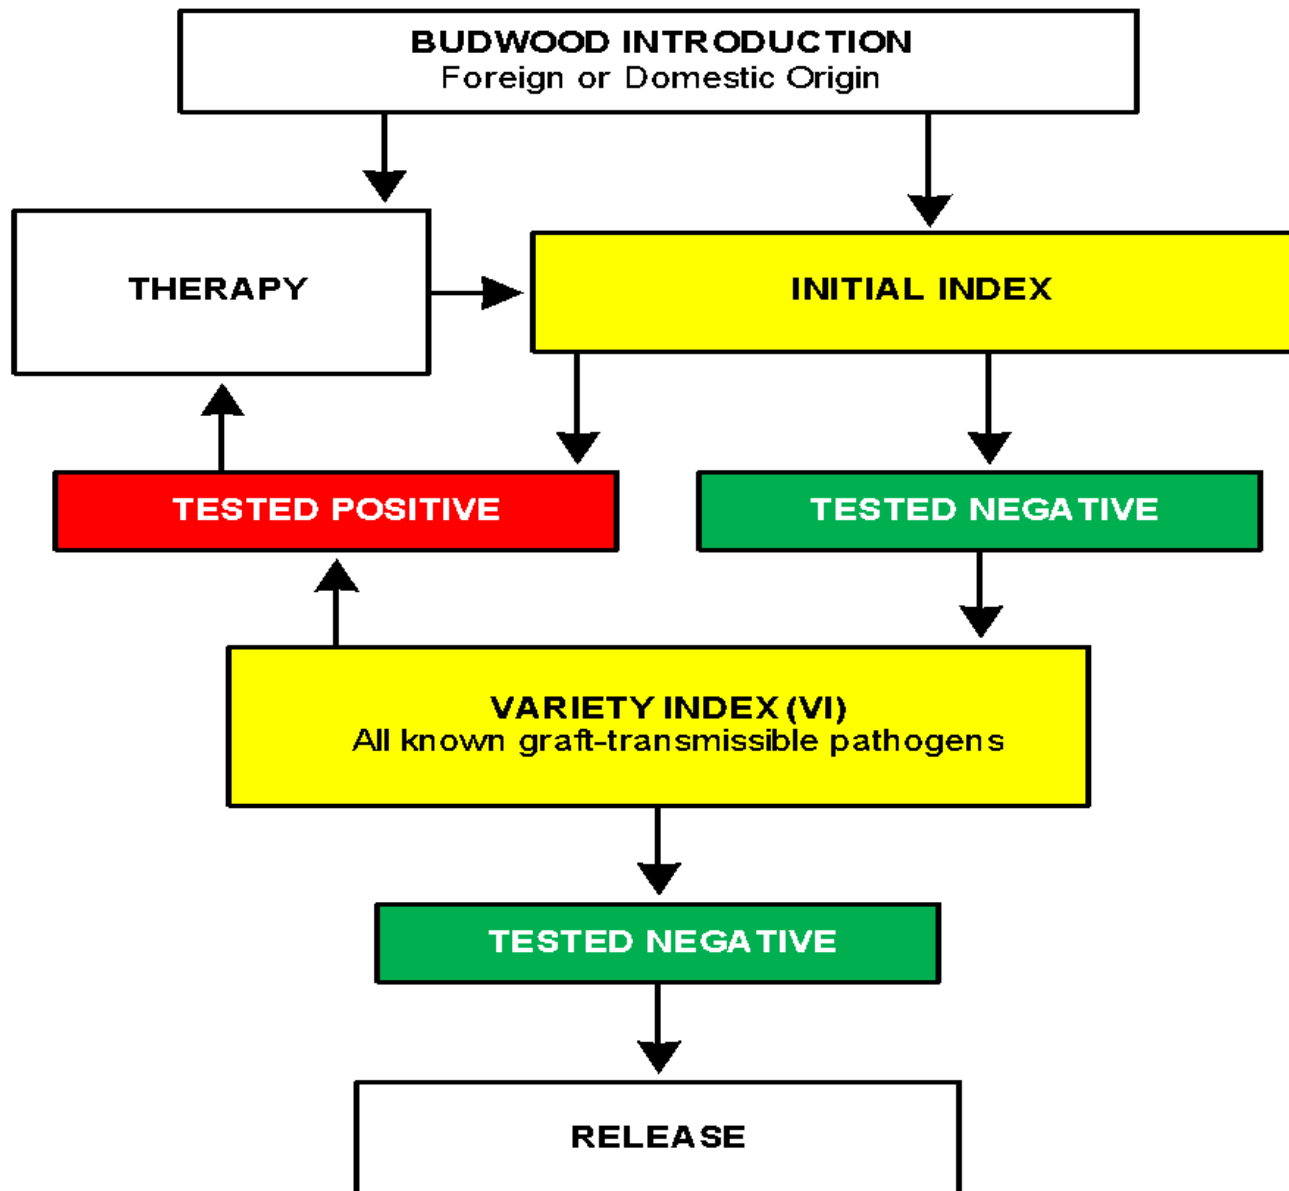 BUDWOOD INTRODUCTION
Foreign or Domestic Origin
THERAPY
INITIAL INDEX
TESTED POSITIVE
TESTED NEGATIVE
VARIETY INDEX (VI)
All known graft-transmissible pathogens
TESTED NEGATIVE
RELEASE